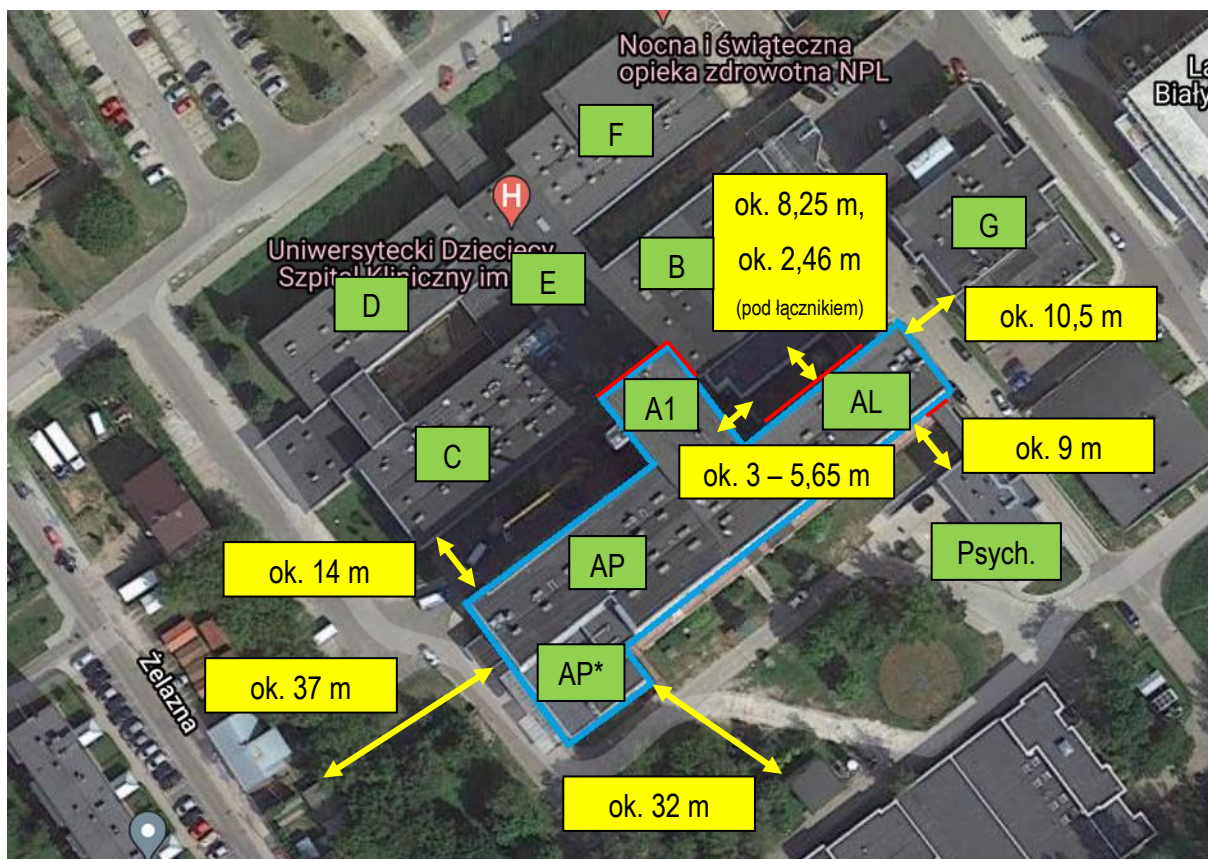 Nocna i świąteczna
opieka zdrowotna NPL
La
Biały
F
H
ok. 8,25 m,
ok. 2,46 m
(pod łącznikiem)
G
Uniwersytecki Dziecięcy
Szpital Kliniczny im
B
E
D
ok. 10,5 m
A1
AL
C
ok. 9 m
ok. 3 – 5,65 m
AP
Psych.
ok. 14 m
AP*
ok. 37 m
Żelazna
ok. 32 m